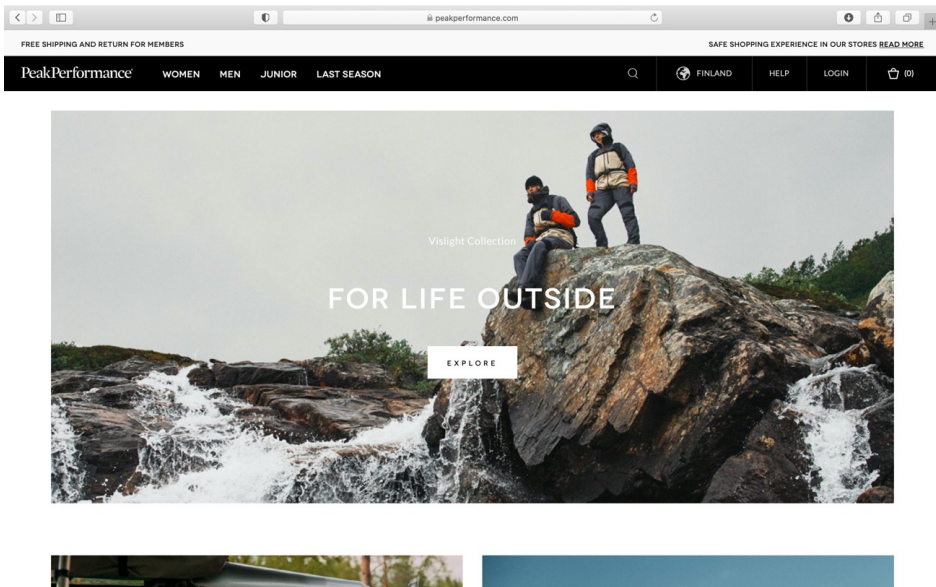 peakperformance.com
FREE SHIPPING AND RETURN FOR MEMBERS
SAFE SHOPPING EXPERIENCE IN OUR STORES READ MORE
PeakPerformance
WOMEN MEN JUNIOR LAST SEASON
FINLAND HELP LOGIN (0)
Vislight Collection
FOR LIFE OUTSIDE
EXPLORE